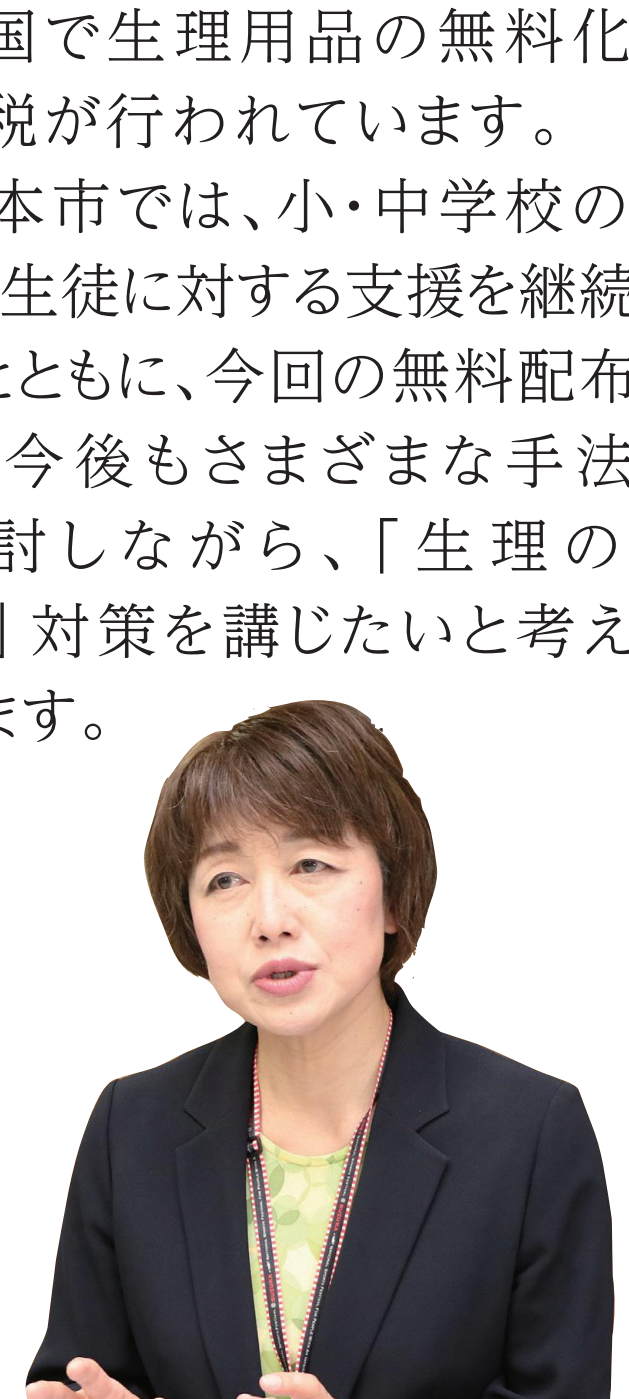 国で生理用品の無料化
税が行われています。
本市では、小・中学校の
生徒に対する支援を継続
とともに、今回の無料配布
今後もさまざまな手法
討しながら、「生理の
対策を講じたいと考え
ます。